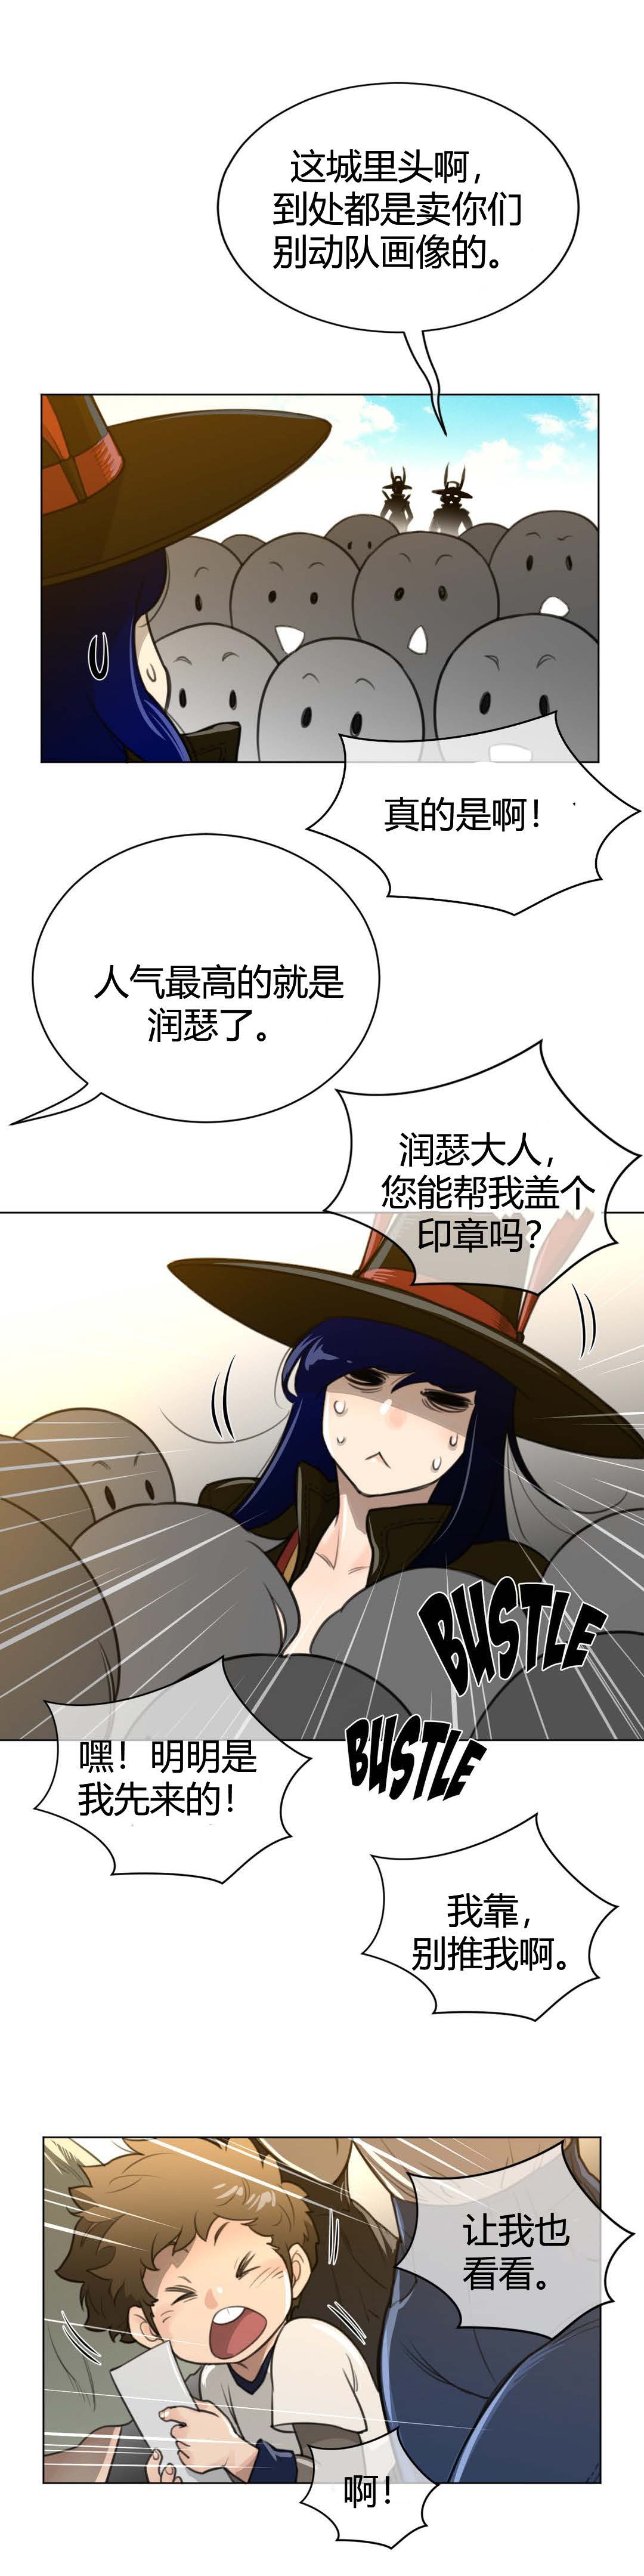 这城里头啊，
到处都是卖你们
别动队画像的。
真的是啊！
人气最高的就是
润瑟了。
润瑟大人，
您能帮我盖个
印章吗？
BUSTLE
BUSTLE
嘿！明明是
我先来的！
我靠，
别推我啊。
让我也
看看。
啊！